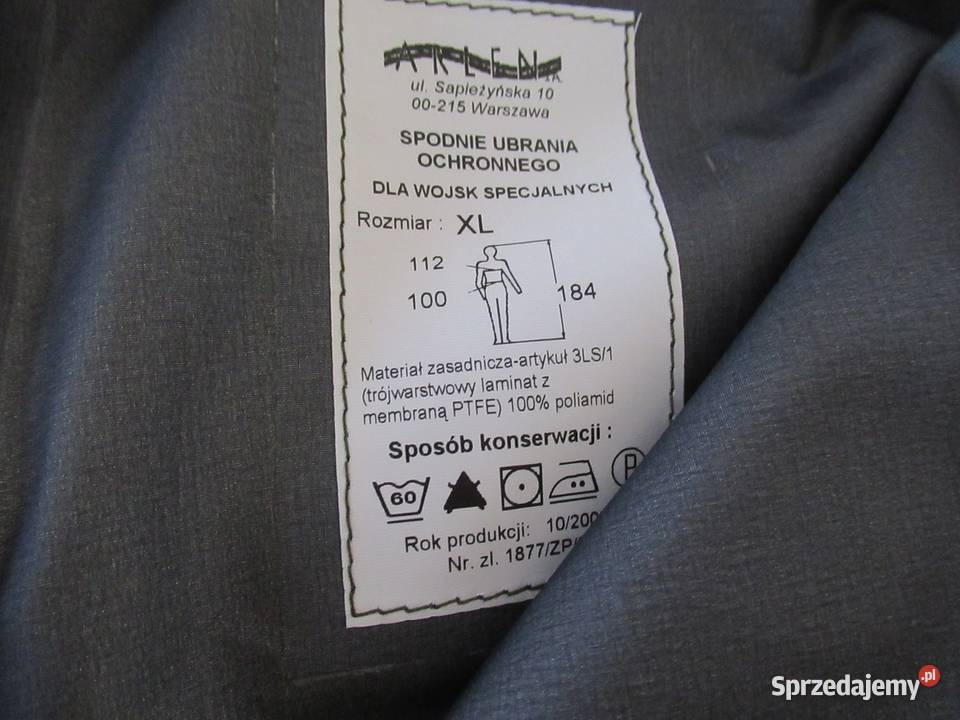 ARLEN S.A.
ul. Sapieżyńska 10
00-215 Warszawa
SPODNIE UBRANIA
OCHRONNEGO
DLA WOJSK SPECJALNYCH
Rozmiar : XL
112
100
184
Materiał zasadnicza-artykuł 3LS/1
(trójwarstwowy laminat z
membraną PTFE) 100% poliamid
Sposób konserwacji :
60
P
Rok produkcji: 10/200
Nr. zl. 1877/ZP/
Sprzedajemy.pl